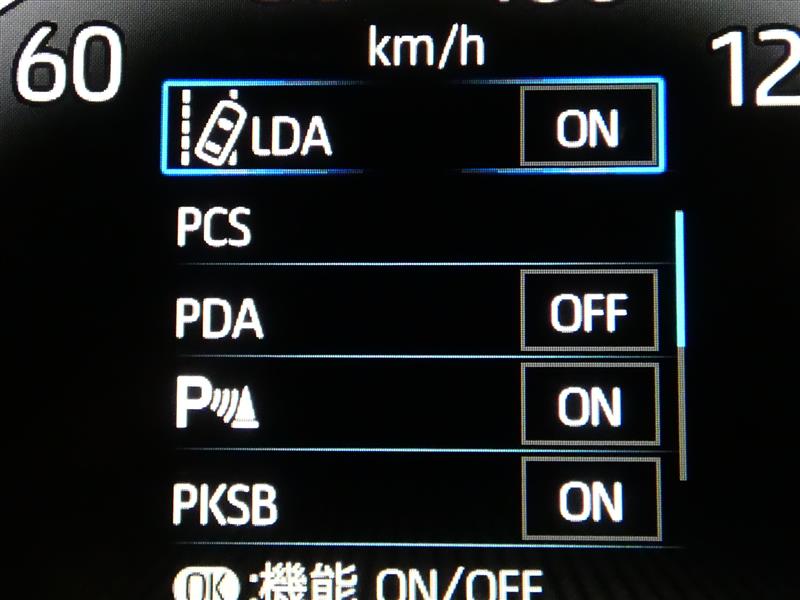 60 km/h 12
LDA ON
PCS
PDA OFF
P ON
PKSB ON
OK :機能 ON/OFF